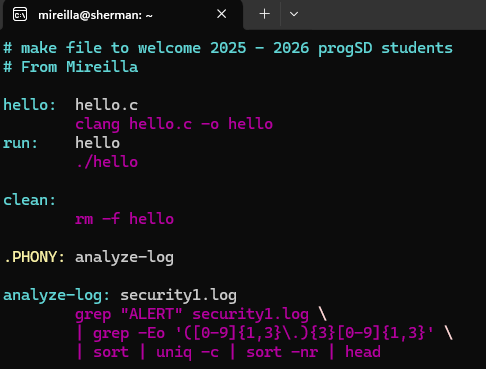 mireilla@sherman: ~
# make file to welcome 2025 - 2026 progSD students
# From Mireilla
hello:  hello.c
        clang hello.c -o hello
run:    hello
        ./hello
clean:
        rm -f hello
.PHONY: analyze-log
analyze-log: security1.log
        grep "ALERT" security1.log \
        | grep -Eo '([0-9]{1,3}\.){3}[0-9]{1,3}' \
        | sort | uniq -c | sort -nr | head